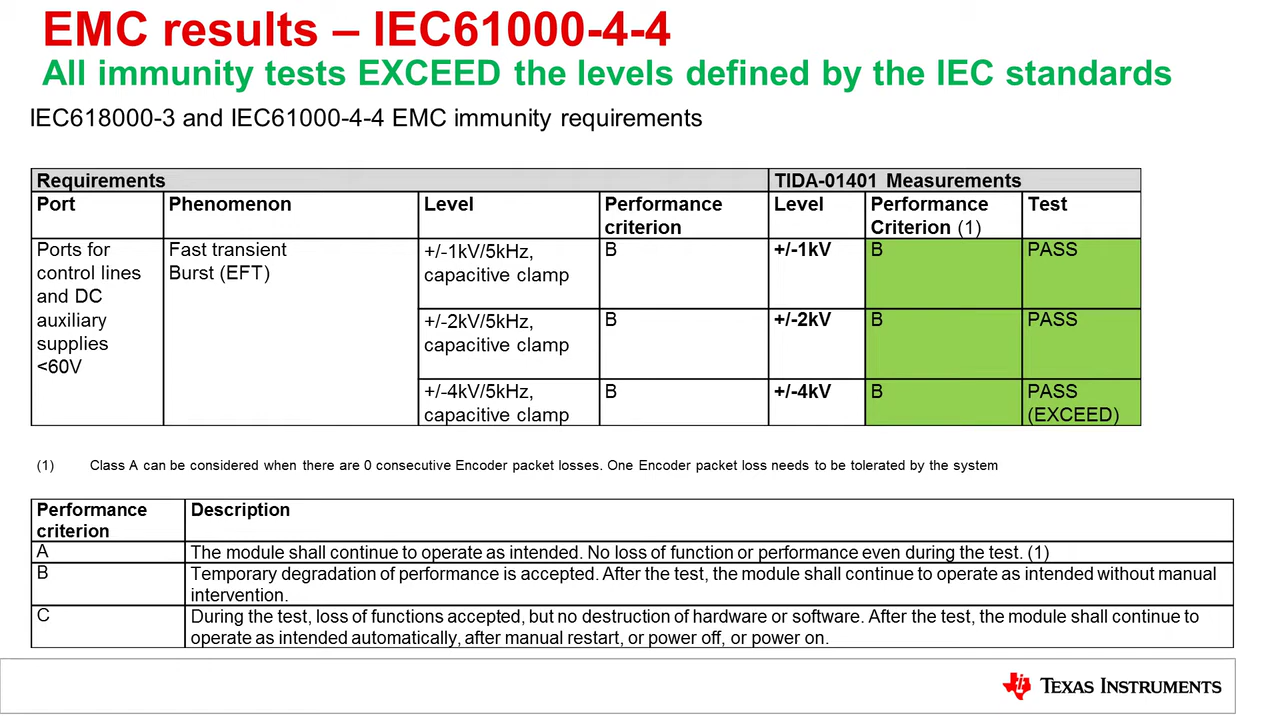 EMC results – IEC61000-4-4
All immunity tests EXCEED the levels defined by the IEC standards
IEC618000-3 and IEC61000-4-4 EMC immunity requirements
Requirements
TIDA-01401 Measurements
Port
Phenomenon
Level
Performance
criterion
Level
Performance
Criterion (1)
Test
Ports for
control lines
and DC
auxiliary
supplies
<60V
Fast transient
Burst (EFT)
+/-1kV/5kHz,
capacitive clamp
B
+/-1kV
B
PASS
+/-2kV/5kHz,
capacitive clamp
B
+/-2kV
B
PASS
+/-4kV/5kHz,
capacitive clamp
B
+/-4kV
B
PASS
(EXCEED)
(1) Class A can be considered when there are 0 consecutive Encoder packet losses. One Encoder packet loss needs to be tolerated by the system
Performance
criterion
Description
A
The module shall continue to operate as intended. No loss of function or performance even during the test. (1)
B
Temporary degradation of performance is accepted. After the test, the module shall continue to operate as intended without manual
intervention.
C
During the test, loss of functions accepted, but no destruction of hardware or software. After the test, the module shall continue to
operate as intended automatically, after manual restart, or power off, or power on.
TEXAS INSTRUMENTS